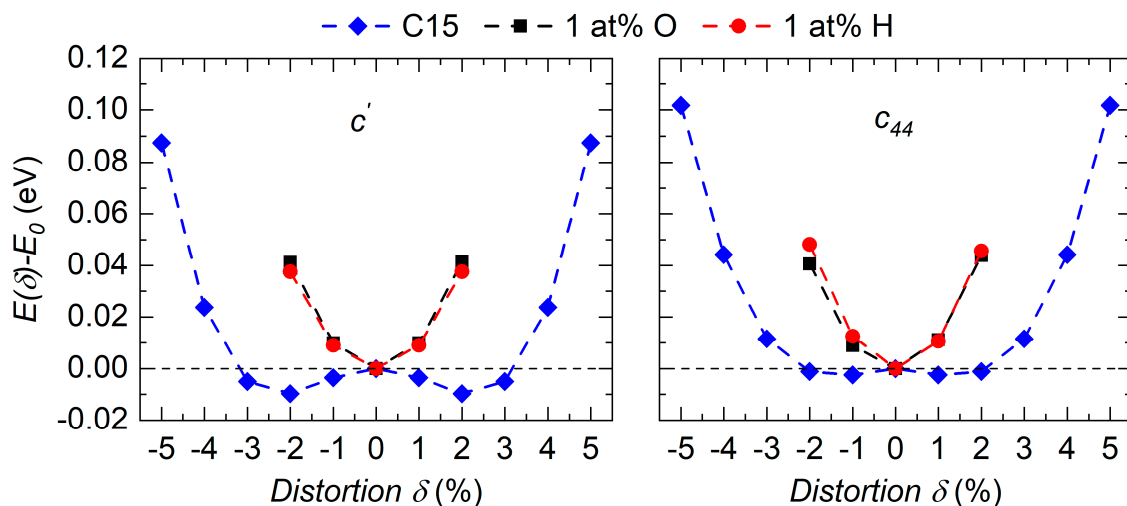 C15 1 at% O 1 at% H
E(δ)-E0 (eV)
0.12
0.10
0.08
0.06
0.04
0.02
0.00
-0.02
c'
-5 -4 -3 -2 -1 0 1 2 3 4 5
Distortion δ (%)
c44
-5 -4 -3 -2 -1 0 1 2 3 4 5
Distortion δ (%)